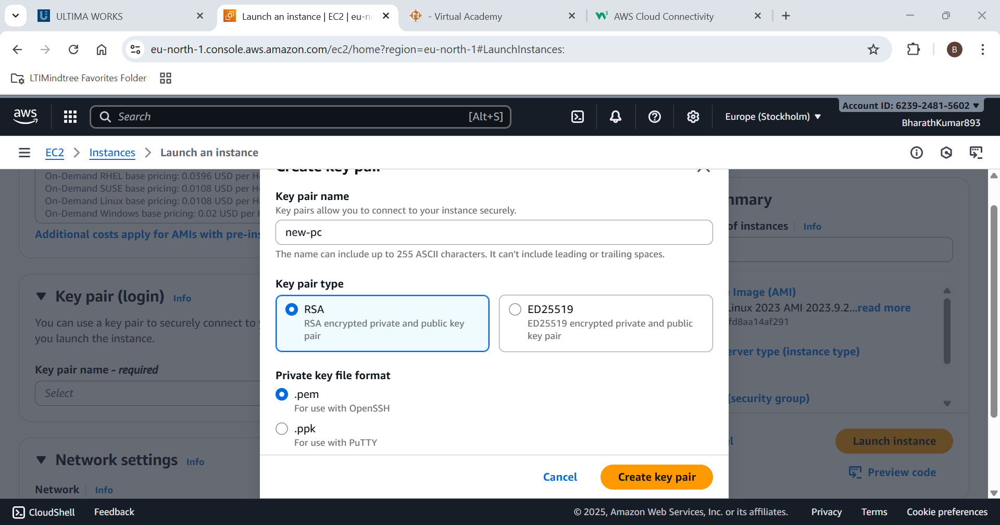 ULTIMA WORKS
Launch an instance | EC2 | eu-n
- Virtual Academy
AWS Cloud Connectivity
eu-north-1.console.aws.amazon.com/ec2/home?region=eu-north-1#LaunchInstances:
B
LTIMindtree Favorites Folder
aws
Search
[Alt+S]
Europe (Stockholm)
Account ID: 6239-2481-5602
BharathKumar893
EC2
Instances
Launch an instance
On-Demand RHEL base pricing: 0.0396 USD per H
On-Demand SUSE base pricing: 0.0108 USD per H
On-Demand Linux base pricing: 0.0108 USD per H
On-Demand Windows base pricing: 0.02 USD per H
Additional costs apply for AMIs with pre-ins
Key pair (login) Info
You can use a key pair to securely connect to y
you launch the instance.
Key pair name - required
Select
Network settings Info
Network Info
Create key pair
Key pair name
Key pairs allow you to connect to your instance securely.
new-pc
The name can include up to 255 ASCII characters. It can't include leading or trailing spaces.
Key pair type
RSA
RSA encrypted private and public key
pair
ED25519
ED25519 encrypted private and public
key pair
Private key file format
.pem
For use with OpenSSH
.ppk
For use with PuTTY
Cancel
Create key pair
mmary
of instances Info
Image (AMI)
Linux 2023 AMI 2023.9.2...read more
fd8aa14af291
erver type (instance type)
(security group)
el
Launch instance
Preview code
CloudShell
Feedback
© 2025, Amazon Web Services, Inc. or its affiliates.
Privacy
Terms
Cookie preferences